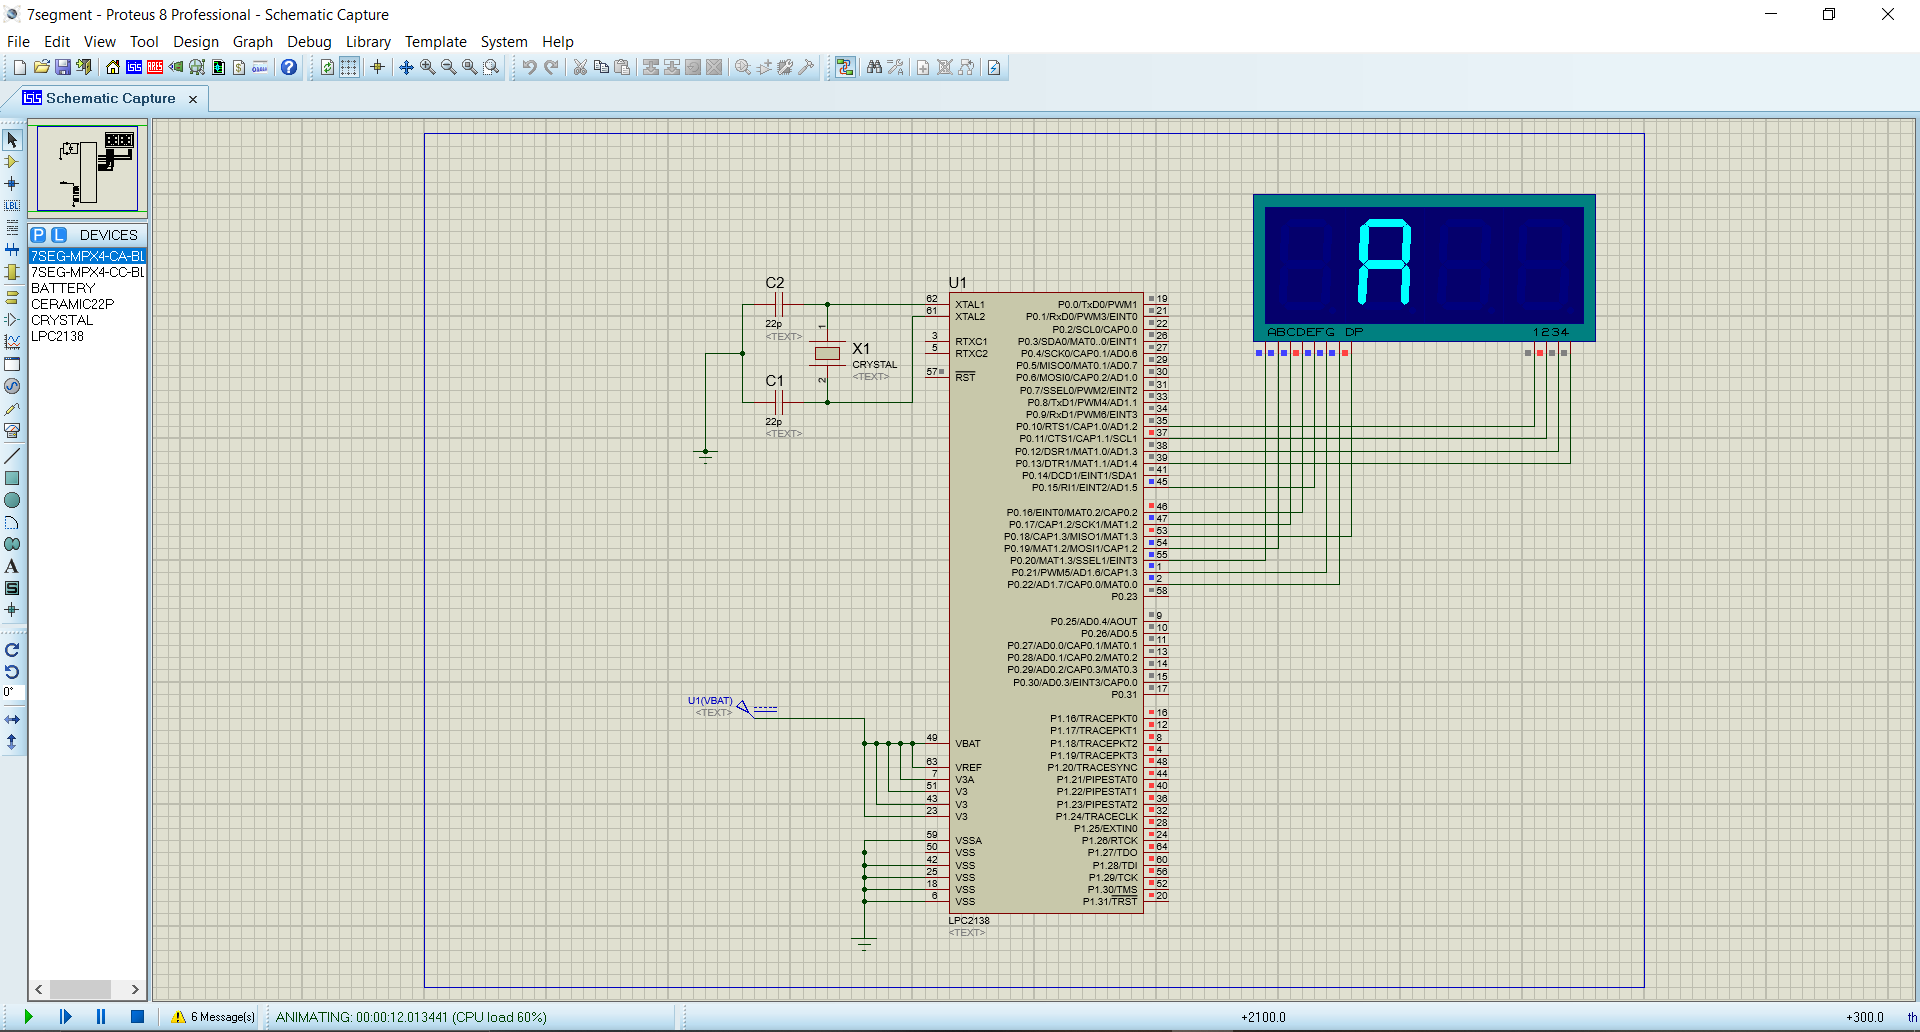 7segment - Proteus 8 Professional - Schematic Capture
File Edit View Tool Design Graph Debug Library Template System Help
Schematic Capture
DEVICES
P L
7SEG-MPX4-CA-BL
7SEG-MPX4-CC-BL
BATTERY
CERAMIC22P
CRYSTAL
LPC2138
LBL
A
S
0°
C2
22p
<TEXT>
C1
22p
<TEXT>
1
2
X1
CRYSTAL
<TEXT>
U1
62 XTAL1
61 XTAL2
3 RTXC1
5 RTXC2
57 RST
U1(VBAT)
<TEXT>
49 VBAT
63 VREF
7 V3A
51 V3
43 V3
23 V3
59 VSSA
50 VSS
42 VSS
25 VSS
18 VSS
6 VSS
P0.0/TxD0/PWM1 19
P0.1/RxD0/PWM3/EINT0 21
P0.2/SCL0/CAP0.0 22
P0.3/SDA0/MAT0..0/EINT1 26
P0.4/SCK0/CAP0.1/AD0.6 27
P0.5/MISO0/MAT0.1/AD0.7 29
P0.6/MOSI0/CAP0.2/AD1.0 30
P0.7/SSEL0/PWM2/EINT2 31
P0.8/TxD1/PWM4/AD1.1 33
P0.9/RxD1/PWM6/EINT3 34
P0.10/RTS1/CAP1.0/AD1.2 35
P0.11/CTS1/CAP1.1/SCL1 37
P0.12/DSR1/MAT1.0/AD1.3 38
P0.13/DTR1/MAT1.1/AD1.4 39
P0.14/DCD1/EINT1/SDA1 41
P0.15/RI1/EINT2/AD1.5 45
P0.16/EINT0/MAT0.2/CAP0.2 46
P0.17/CAP1.2/SCK1/MAT1.2 47
P0.18/CAP1.3/MISO1/MAT1.3 53
P0.19/MAT1.2/MOSI1/CAP1.2 54
P0.20/MAT1.3/SSEL1/EINT3 55
P0.21/PWM5/AD1.6/CAP1.3 1
P0.22/AD1.7/CAP0.0/MAT0.0 2
P0.23 58
P0.25/AD0.4/AOUT 9
P0.26/AD0.5 10
P0.27/AD0.0/CAP0.1/MAT0.1 11
P0.28/AD0.1/CAP0.2/MAT0.2 13
P0.29/AD0.2/CAP0.3/MAT0.3 14
P0.30/AD0.3/EINT3/CAP0.0 15
P0.31 17
P1.16/TRACEPKT0 16
P1.17/TRACEPKT1 12
P1.18/TRACEPKT2 8
P1.19/TRACEPKT3 4
P1.20/TRACESYNC 48
P1.21/PIPESTAT0 44
P1.22/PIPESTAT1 40
P1.23/PIPESTAT2 36
P1.24/TRACECLK 32
P1.25/EXTIN0 28
P1.26/RTCK 24
P1.27/TDO 64
P1.28/TDI 60
P1.29/TCK 56
P1.30/TMS 52
P1.31/TRST 20
LPC2138
<TEXT>
A
ABCDEFG DP 1234
6 Message(s) ANIMATING: 00:00:12.013441 (CPU load 60%) +2100.0 +300.0 th